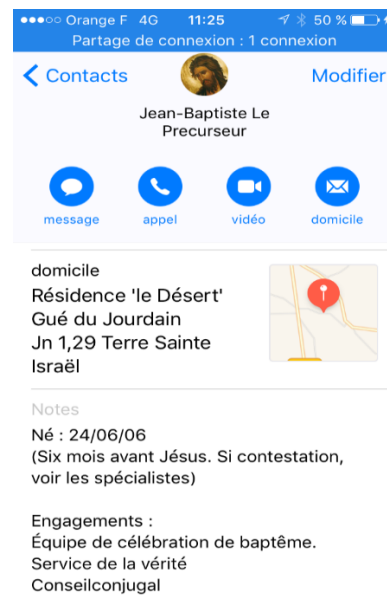 Orange F 4G 11:25 50 %
Partage de connexion : 1 connexion
Contacts Modifier
Jean-Baptiste Le
Precurseur
message appel vidéo domicile
domicile
Résidence 'le Désert'
Gué du Jourdain
Jn 1,29 Terre Sainte
Israël
Notes
Né : 24/06/06
(Six mois avant Jésus. Si contestation,
voir les spécialistes)
Engagements :
Équipe de célébration de baptême.
Service de la vérité
Conseilconjugal